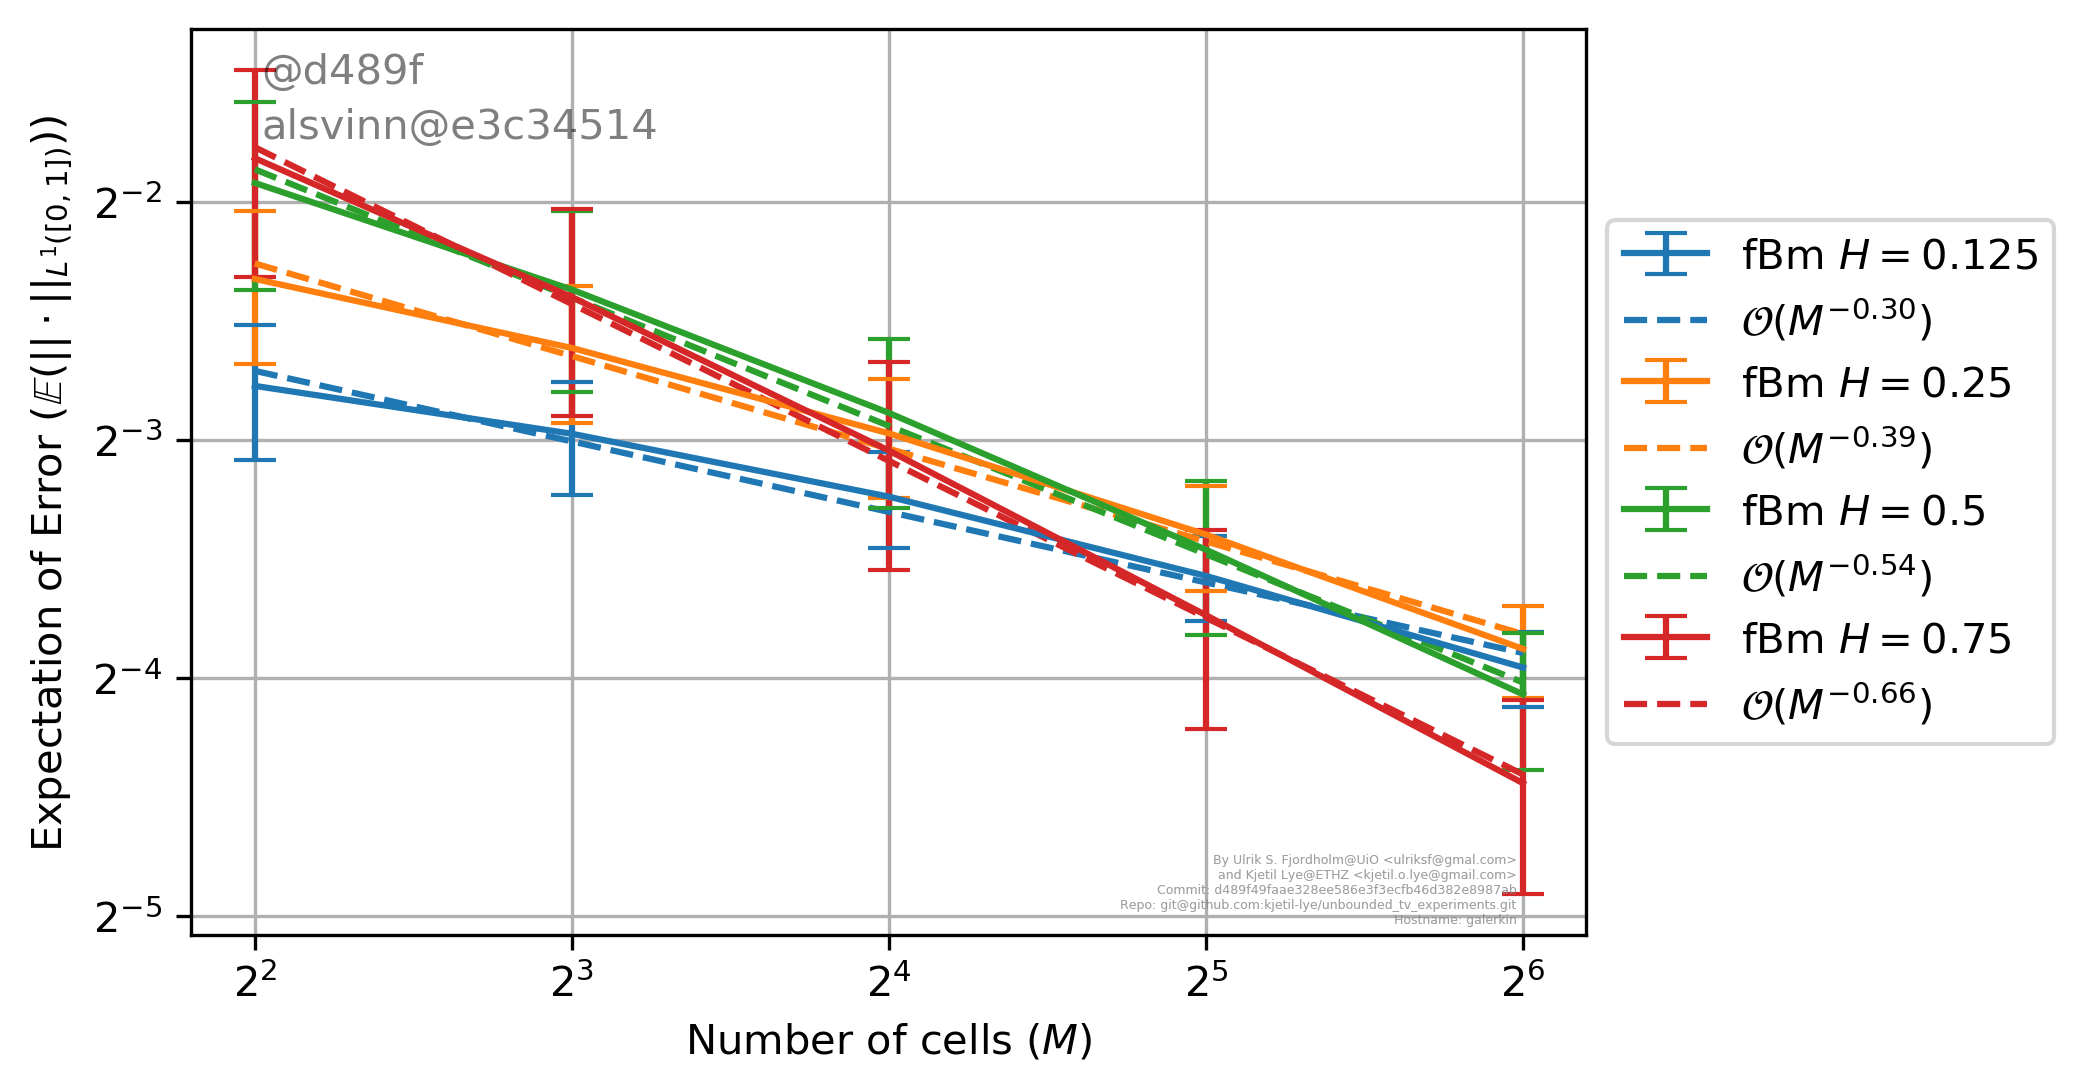 @d489f
alsvinn@e3c34514
Expectation of Error (𝔼(|| · ||_{L^1([0,1])}))
2^{-2}
2^{-3}
2^{-4}
2^{-5}
2^2
2^3
2^4
2^5
2^6
Number of cells (M)
fBm H = 0.125
𝒪(M^{-0.30})
fBm H = 0.25
𝒪(M^{-0.39})
fBm H = 0.5
𝒪(M^{-0.54})
fBm H = 0.75
𝒪(M^{-0.66})
By Ulrik S. Fjordholm@UiO <ulriksf@gmal.com>
and Kjetil Lye@ETHZ <kjetil.o.lye@gmail.com>
Commit: d489f49faae328ee586e3f3ecfb46d382e8987ab
Repo: git@github.com:kjetil-lye/unbounded_tv_experiments.git
Hostname: galerkin